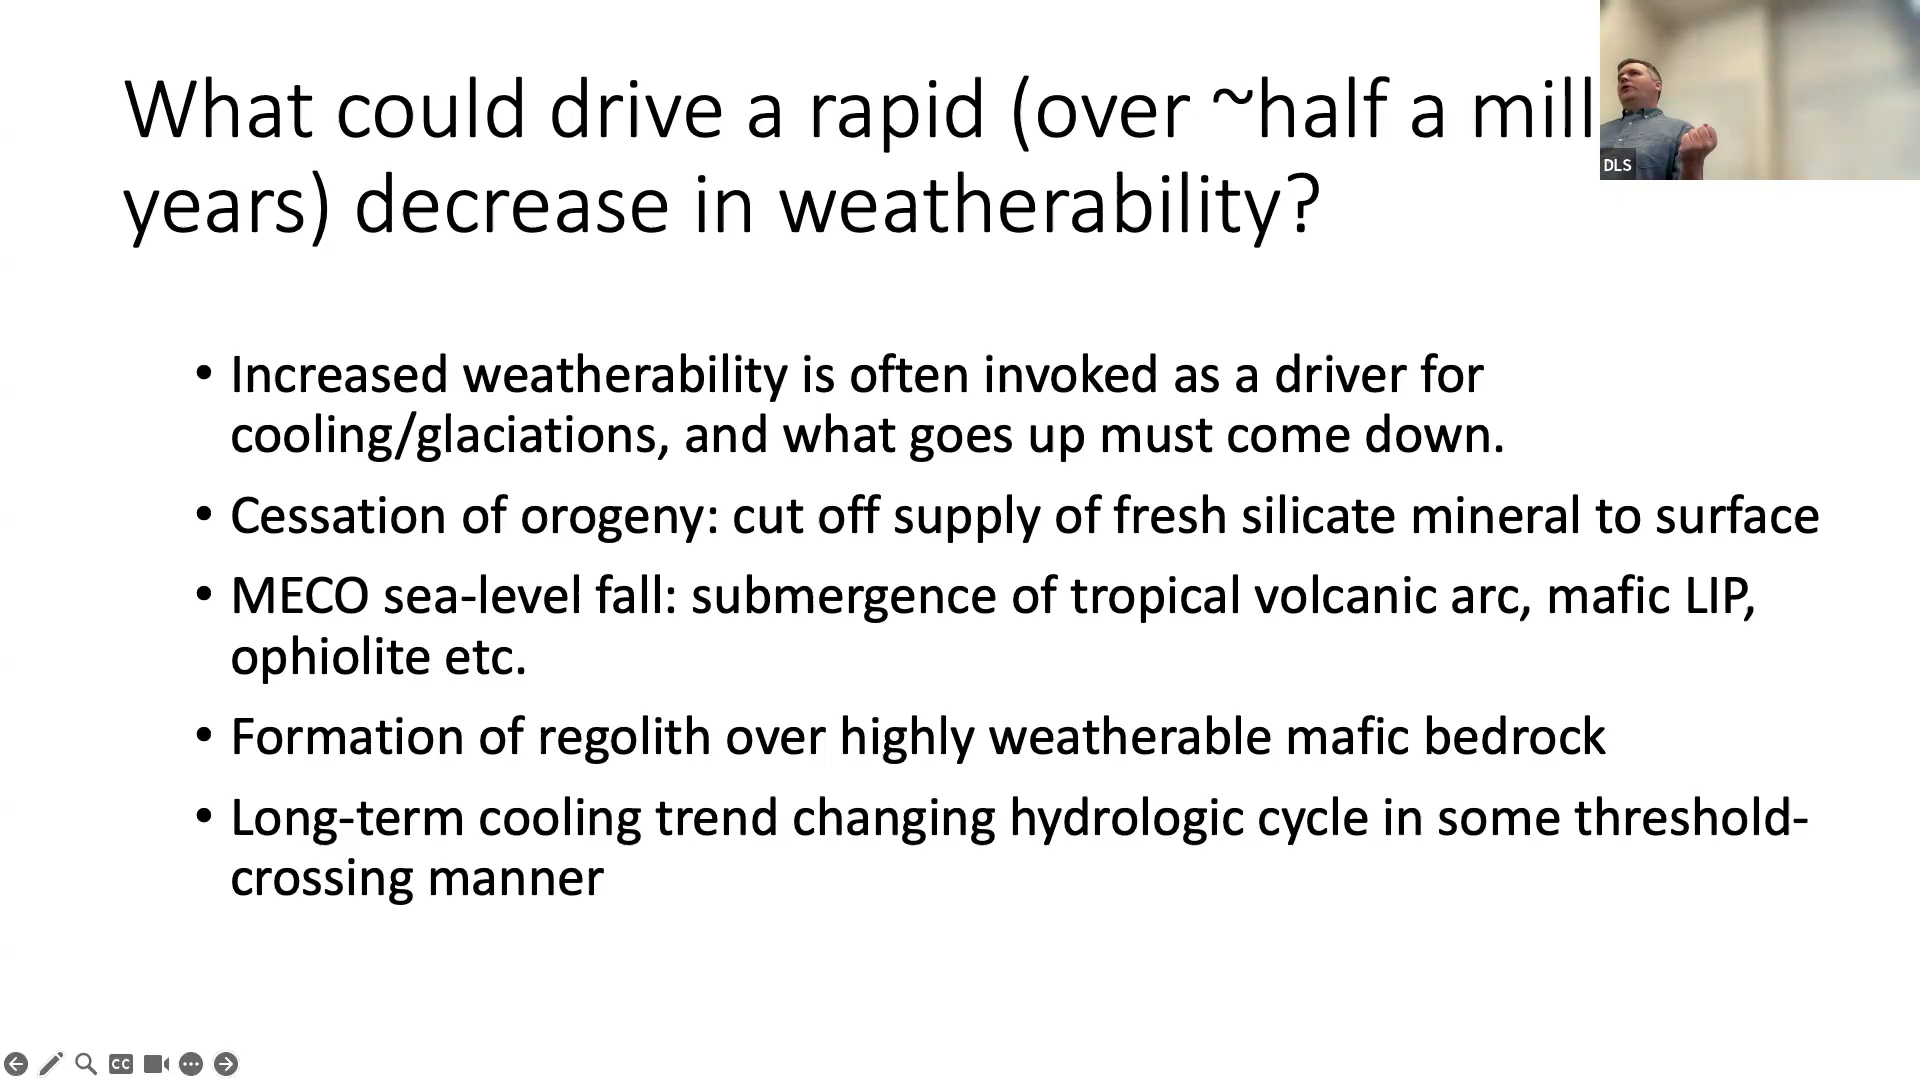 What could drive a rapid (over ~half a mill
DLS
years) decrease in weatherability?
• Increased weatherability is often invoked as a driver for
cooling/glaciations, and what goes up must come down.
• Cessation of orogeny: cut off supply of fresh silicate mineral to surface
• MECO sea-level fall: submergence of tropical volcanic arc, mafic LIP,
ophiolite etc.
• Formation of regolith over highly weatherable mafic bedrock
• Long-term cooling trend changing hydrologic cycle in some threshold-
crossing manner
CC